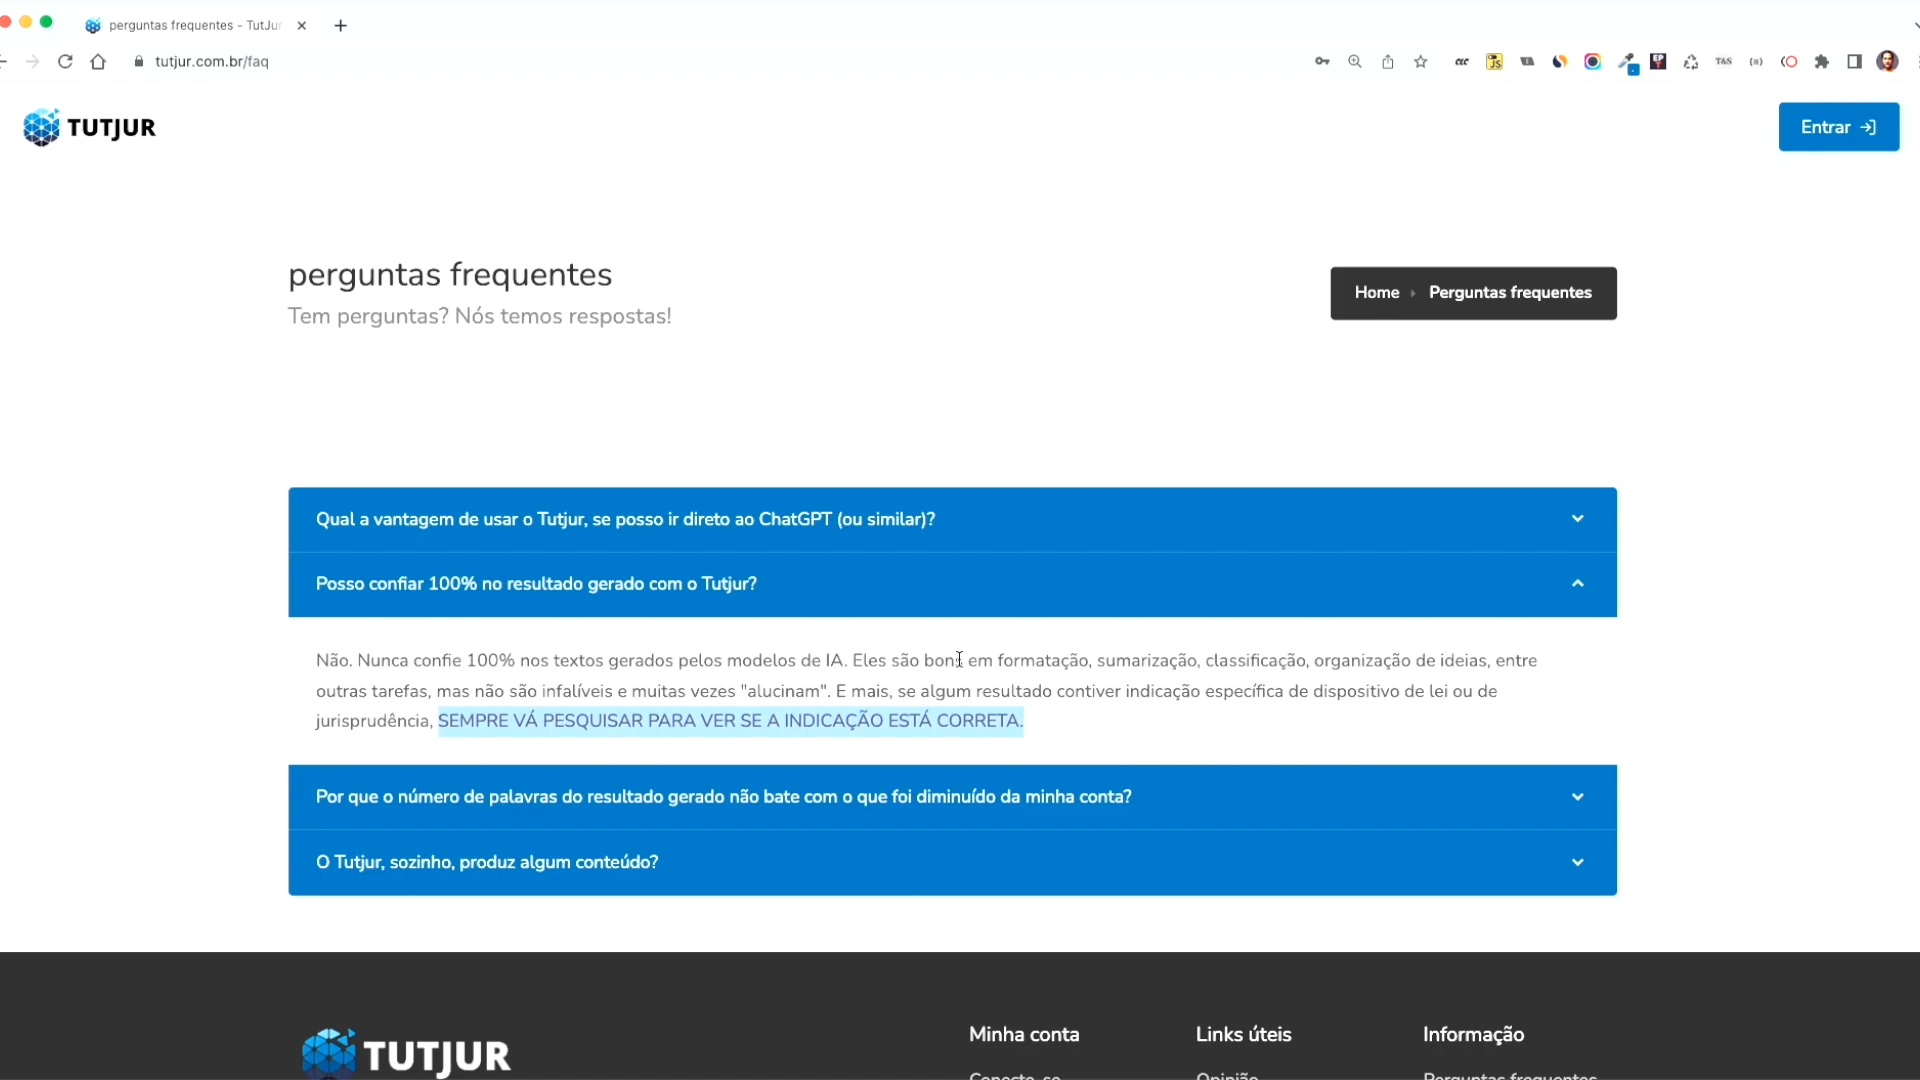 perguntas frequentes - TutJur
tutjur.com.br/faq
TUTJUR
Entrar
perguntas frequentes
Tem perguntas? Nós temos respostas!
Home
Perguntas frequentes
Qual a vantagem de usar o Tutjur, se posso ir direto ao ChatGPT (ou similar)?
Posso confiar 100% no resultado gerado com o Tutjur?
Não. Nunca confie 100% nos textos gerados pelos modelos de IA. Eles são bons em formatação, sumarização, classificação, organização de ideias, entre
outras tarefas, mas não são infalíveis e muitas vezes "alucinam". E mais, se algum resultado contiver indicação específica de dispositivo de lei ou de
jurisprudência, SEMPRE VÁ PESQUISAR PARA VER SE A INDICAÇÃO ESTÁ CORRETA.
Por que o número de palavras do resultado gerado não bate com o que foi diminuído da minha conta?
O Tutjur, sozinho, produz algum conteúdo?
TUTJUR
Minha conta
Links úteis
Informação
Conecte-se
Opinião
Perguntas frequentes